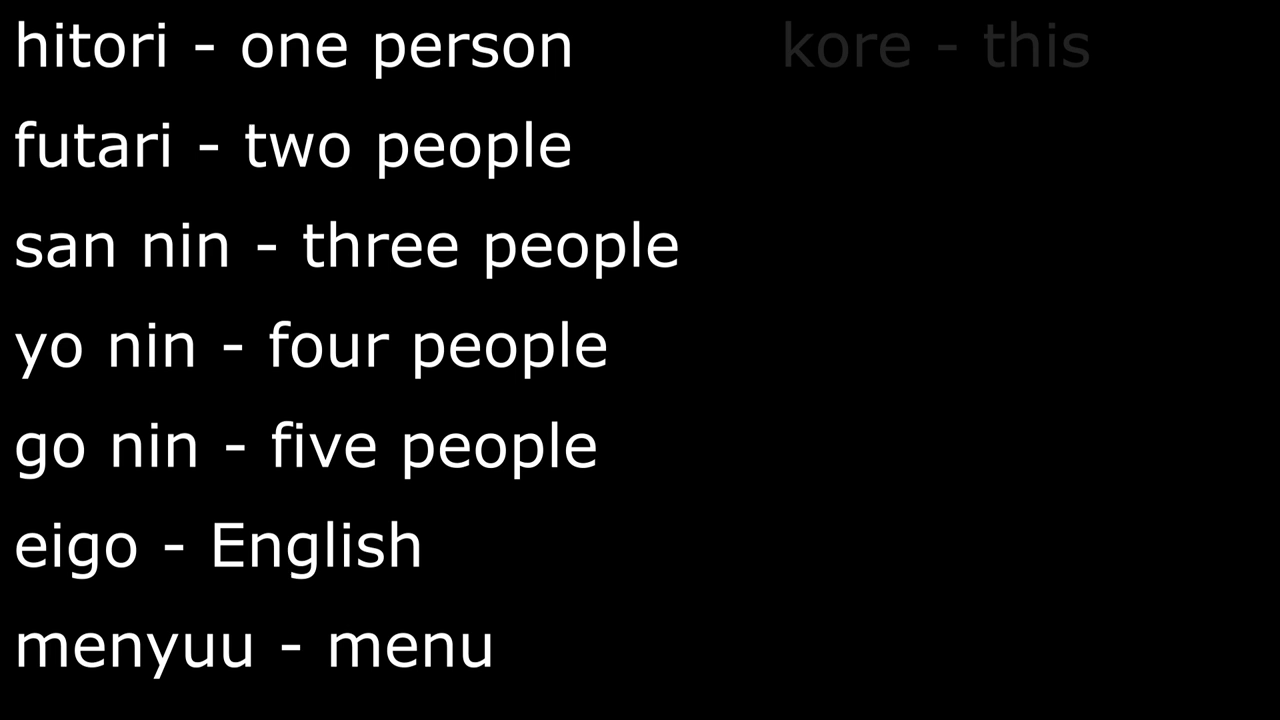 hitori - one person
futari - two people
san nin - three people
yo nin - four people
go nin - five people
eigo - English
menyuu - menu
kore - this